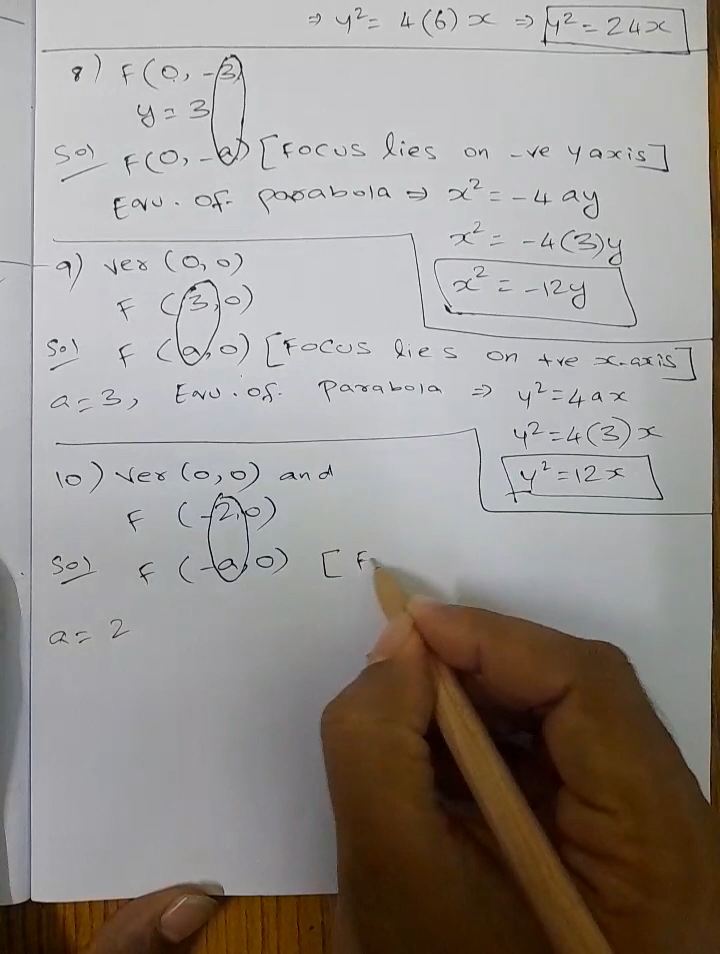 ⇒ y² = 4(6)x ⇒ y² = 24x
8) F(0, -3)
y = 3
Sol F(0, -a) [Focus lies on -ve y axis]
Equ. of. parabola ⇒ x² = -4ay
x² = -4(3)y
x² = -12y
9) ver (0,0)
F (3,0)
Sol F (a,0) [Focus lies on +ve x-axis]
a=3, Equ. of. Parabola ⇒ y²=4ax
y²=4(3)x
y²=12x
10) ver (0,0) and
F (-2,0)
Sol F (-a,0) [F
a= 2